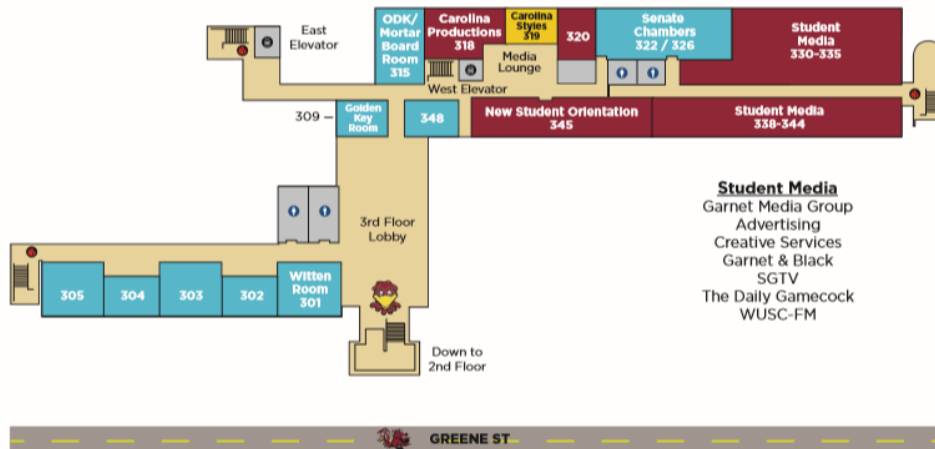 East
Elevator
ODK/
Mortar
Board
Room
315
Carolina
Productions
318
Carolina
Styles
319
320
Senate
Chambers
322 / 326
Student
Media
330-335
Media
Lounge
West Elevator
309
Golden
Key
Room
348
New Student Orientation
345
Student Media
338-344
3rd Floor
Lobby
305
304
303
302
Witten
Room
301
Down to
2nd Floor
Student Media
Garnet Media Group
Advertising
Creative Services
Garnet & Black
SGTV
The Daily Gamecock
WUSC-FM
GREENE ST